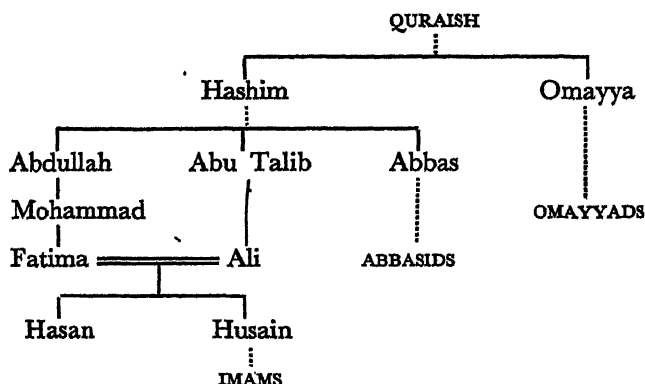 QURAISH
Hashim Omayya
Abdullah Abu Talib Abbas
Mohammad OMAYYADS
Fatima Ali ABBASIDS
Hasan Husain
IMAMS